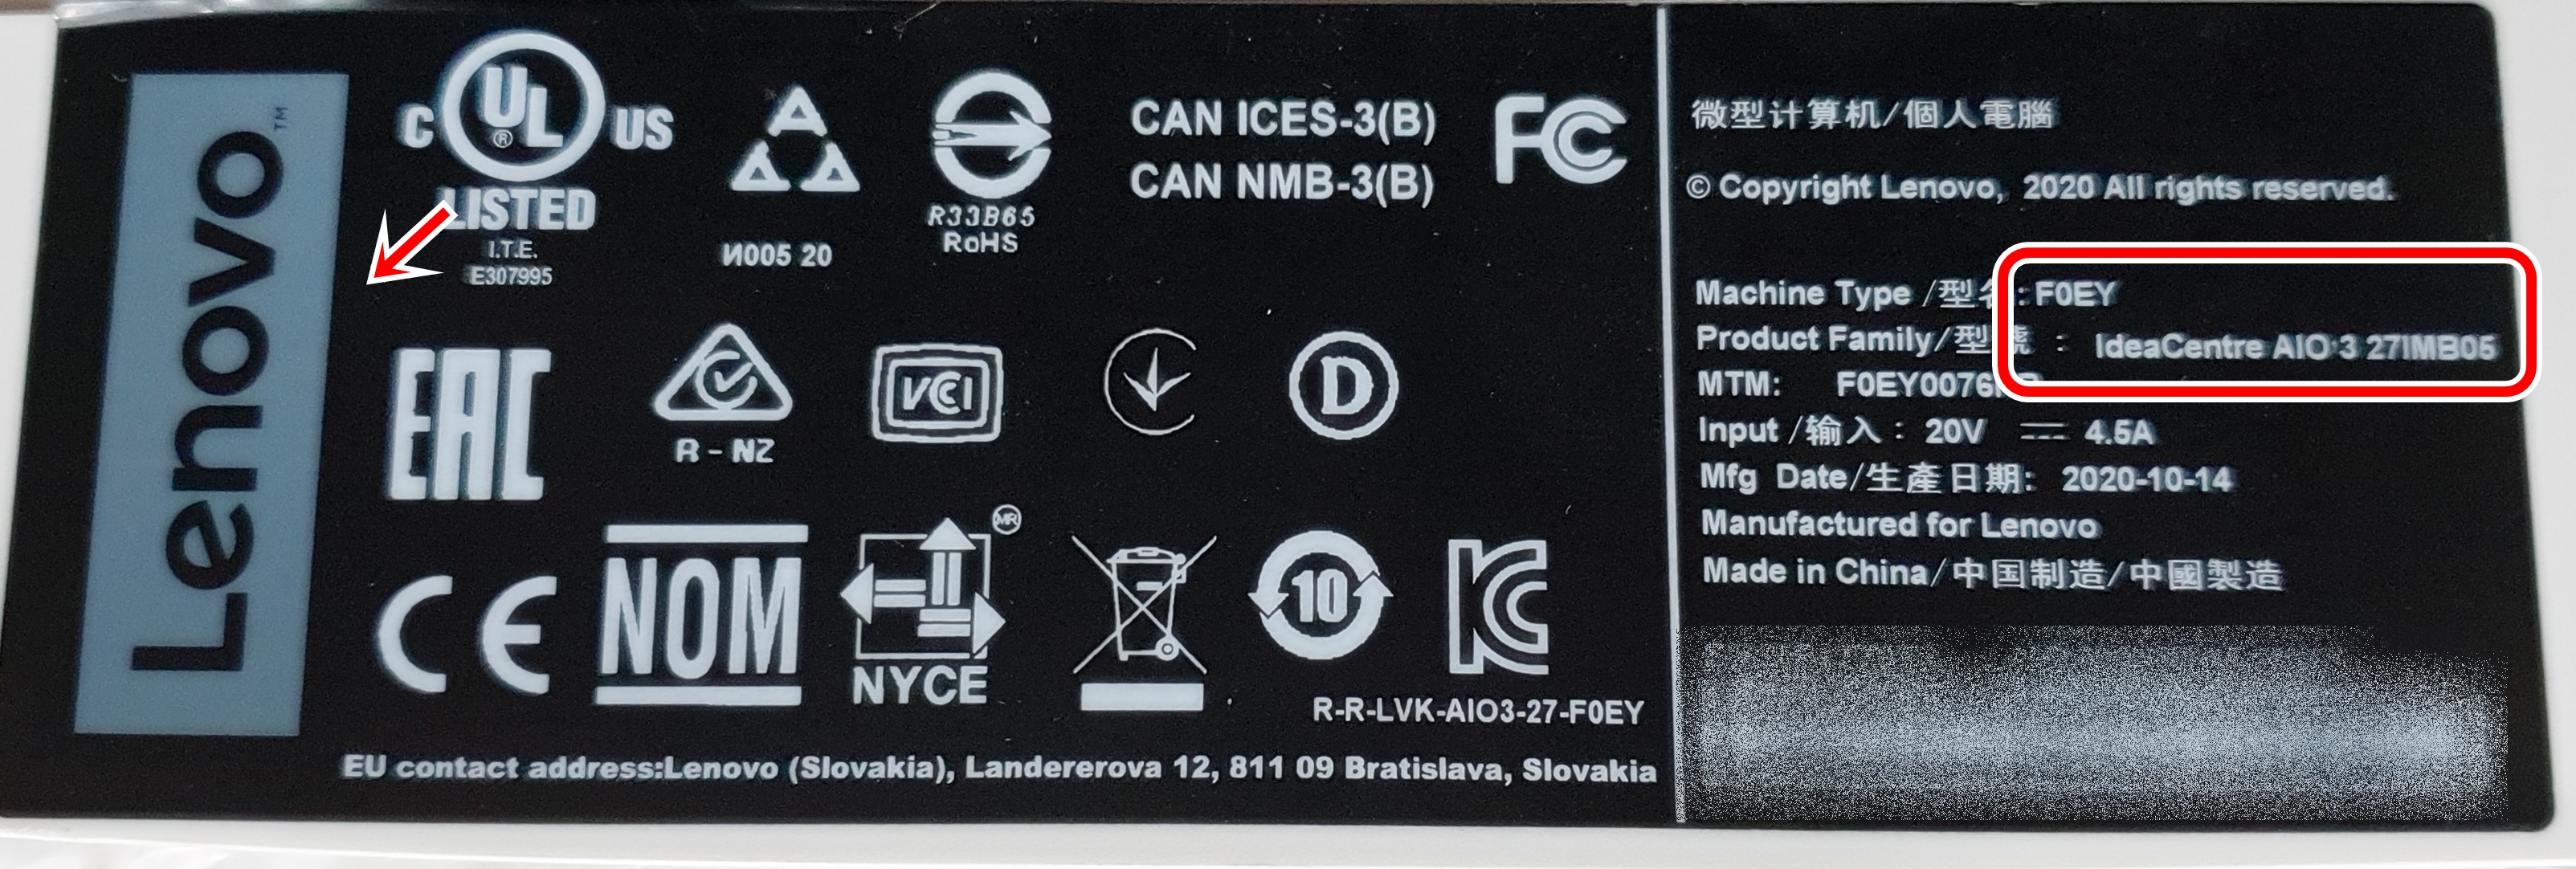 Lenovo™
C UL® US
LISTED
I.T.E.
E307995
И005 20
R33B65
RoHS
CAN ICES-3(B)
CAN NMB-3(B)
FC
EAC
R-NZ
VCI
D
CE
NOM
MR
NYCE
10
KC
R-R-LVK-AIO3-27-F0EY
EU contact address:Lenovo (Slovakia), Landererova 12, 811 09 Bratislava, Slovakia
微型计算机/個人電腦
© Copyright Lenovo, 2020 All rights reserved.
Machine Type /型名: F0EY
Product Family/型號 : IdeaCentre AIO 3 27IMB05
MTM: F0EY0076
Input /输入: 20V ⎓ 4.5A
Mfg Date/生產日期: 2020-10-14
Manufactured for Lenovo
Made in China/中国制造/中國製造